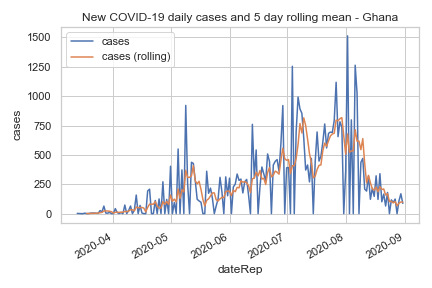 New COVID-19 daily cases and 5 day rolling mean - Ghana
cases
cases (rolling)
cases
1500
1250
1000
750
500
250
0
2020-04
2020-05
2020-06
2020-07
2020-08
2020-09
dateRep